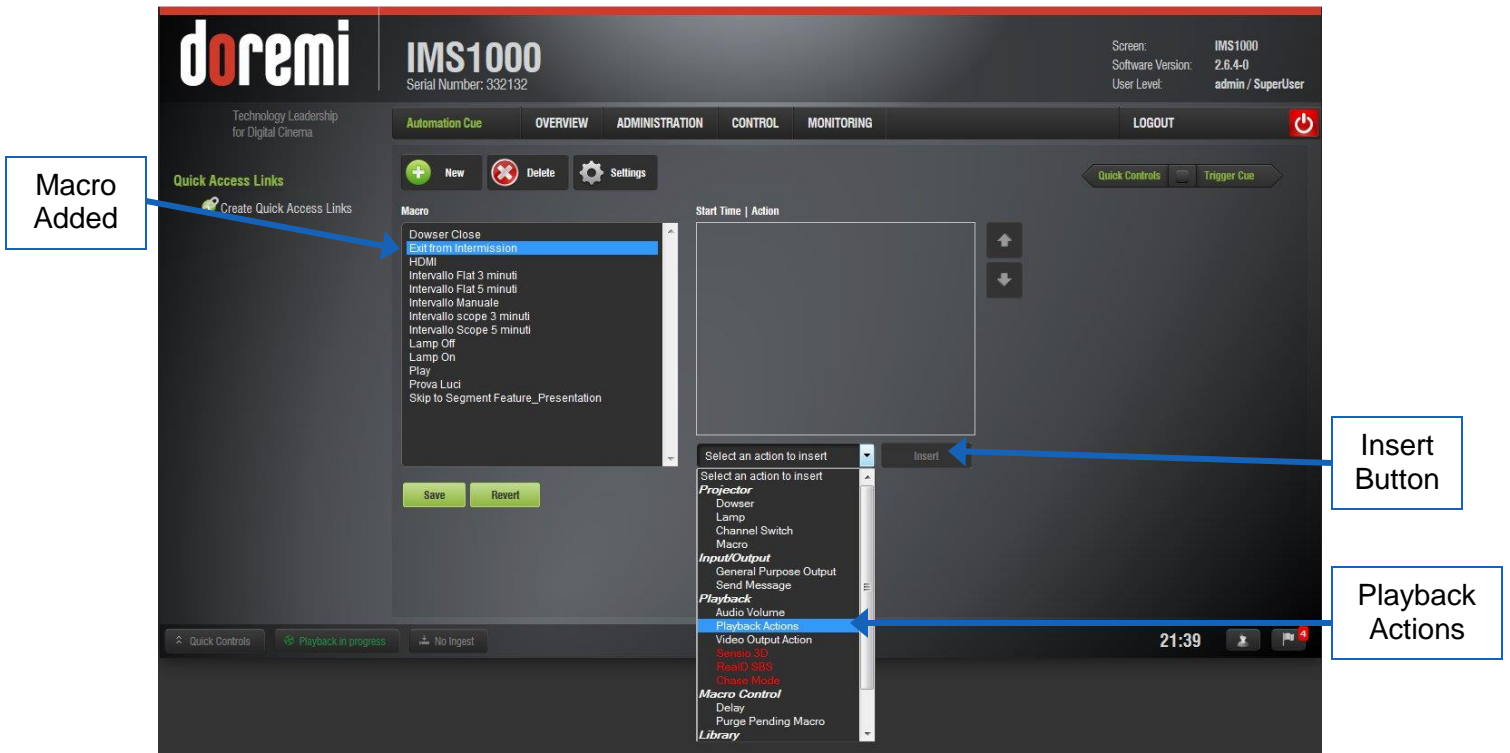 doremi
IMS1000
Serial Number: 332132
Screen: IMS1000
Software Version: 2.6.4-0
User Level: admin / SuperUser
Technology Leadership
for Digital Cinema
Automation Cue OVERVIEW ADMINISTRATION CONTROL MONITORING LOGOUT
Macro
Added
Quick Access Links
Create Quick Access Links
New Delete Settings
Quick Controls Trigger Cue
Macro
Start Time | Action
Dowser Close
Exit from Intermission
HDMI
Intervallo Flat 3 minuti
Intervallo Flat 5 minuti
Intervallo Manuale
Intervallo scope 3 minuti
Intervallo Scope 5 minuti
Lamp Off
Lamp On
Play
Prova Luci
Skip to Segment Feature_Presentation
Select an action to insert Insert
Insert
Button
Save Revert
Select an action to insert
Projector
Dowser
Lamp
Channel Switch
Macro
Input/Output
General Purpose Output
Send Message
Playback
Audio Volume
Playback Actions
Video Output Action
Sensio 3D
RealD SBS
Chase Mode
Macro Control
Delay
Purge Pending Macro
Library
Playback
Actions
Quick Controls Playback in progress No Ingest 21:39 4